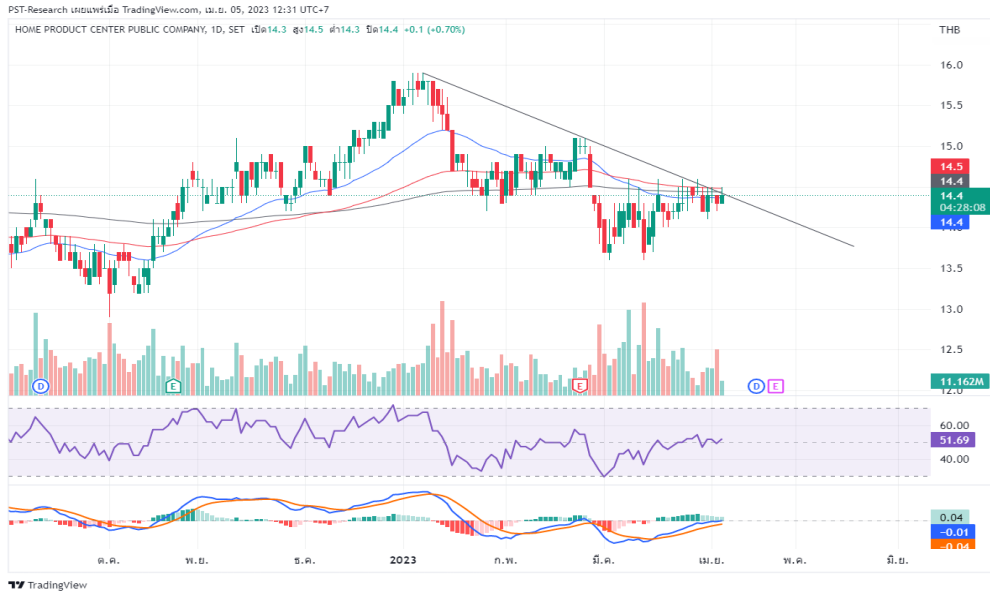 PST-Research เผยแพร่เมื่อ TradingView.com, เม.ย. 05, 2023 12:31 UTC+7
HOME PRODUCT CENTER PUBLIC COMPANY, 1D, SET เปิด14.3 สูง14.5 ต่ำ14.3 ปิด14.4 +0.1 (+0.70%)
THB
16.0
15.5
15.0
14.5
14.4
14.4
04:28:08
14.4
13.5
13.0
12.5
11.162M
12.0
D
E
E
D
E
60.00
51.69
40.00
0.04
−0.01
−0.04
ต.ค.
พ.ย.
ธ.ค.
2023
ก.พ.
มี.ค.
เม.ย.
พ.ค.
มิ.ย.
TradingView